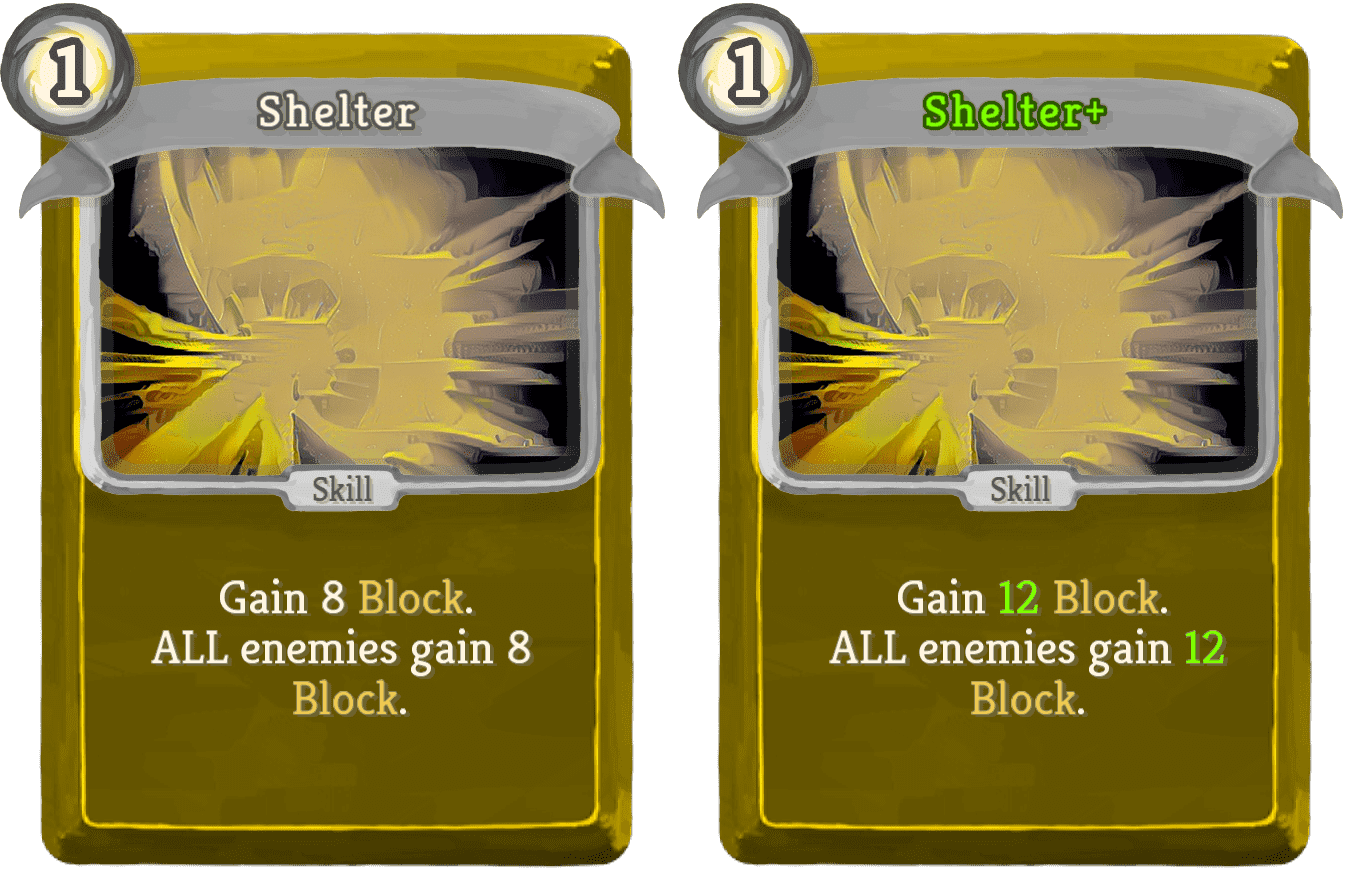 1
Shelter
Skill
Gain 8 Block.
ALL enemies gain 8
Block.
1
Shelter+
Skill
Gain 12 Block.
ALL enemies gain 12
Block.